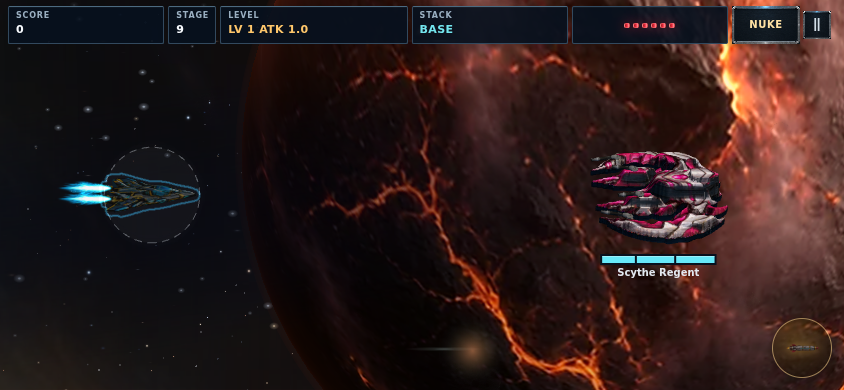 SCORE
0
STAGE
9
LEVEL
LV 1 ATK 1.0
STACK
BASE
NUKE
Scythe Regent